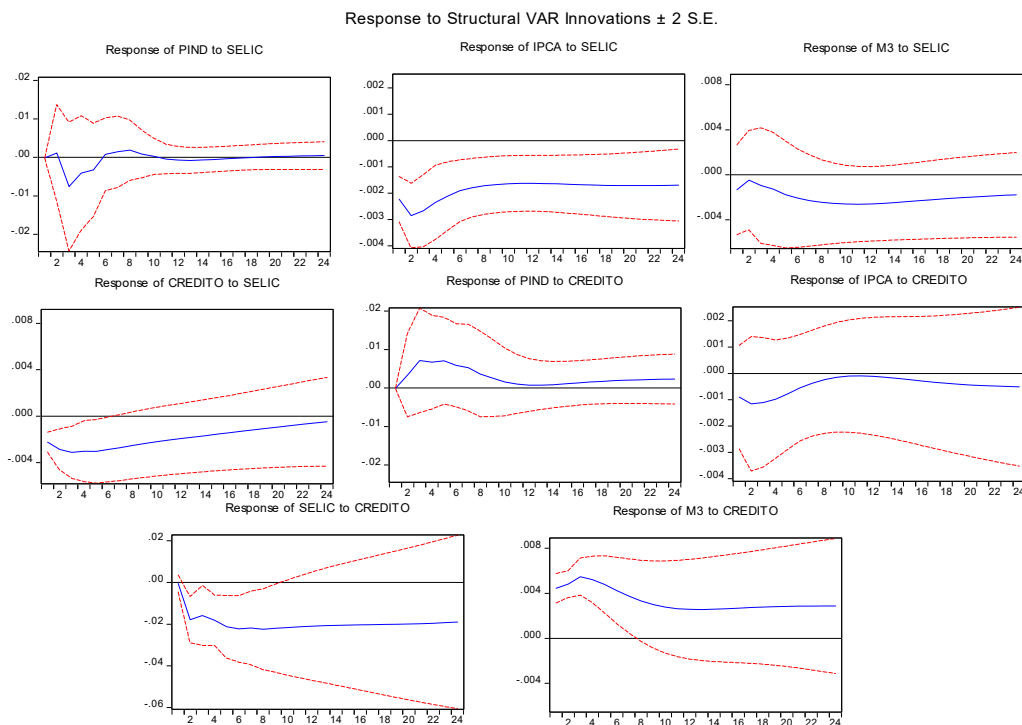 Response to Structural VAR Innovations ± 2 S.E.
Response of PIND to SELIC
.02
.01
.00
-.01
-.02
2 4 6 8 10 12 14 16 18 20 22 24
Response of IPCA to SELIC
.002
.001
.000
-.001
-.002
-.003
-.004
2 4 6 8 10 12 14 16 18 20 22 24
Response of M3 to SELIC
.008
.004
.000
-.004
2 4 6 8 10 12 14 16 18 20 22 24
Response of CREDITO to SELIC
.008
.004
.000
-.004
2 4 6 8 10 12 14 16 18 20 22 24
Response of PIND to CREDITO
.02
.01
.00
-.01
-.02
2 4 6 8 10 12 14 16 18 20 22 24
Response of IPCA to CREDITO
.002
.001
.000
-.001
-.002
-.003
-.004
2 4 6 8 10 12 14 16 18 20 22 24
Response of SELIC to CREDITO
.02
.00
-.02
-.04
-.06
2 4 6 8 10 12 14 16 18 20 22 24
Response of M3 to CREDITO
.008
.004
.000
-.004
2 4 6 8 10 12 14 16 18 20 22 24